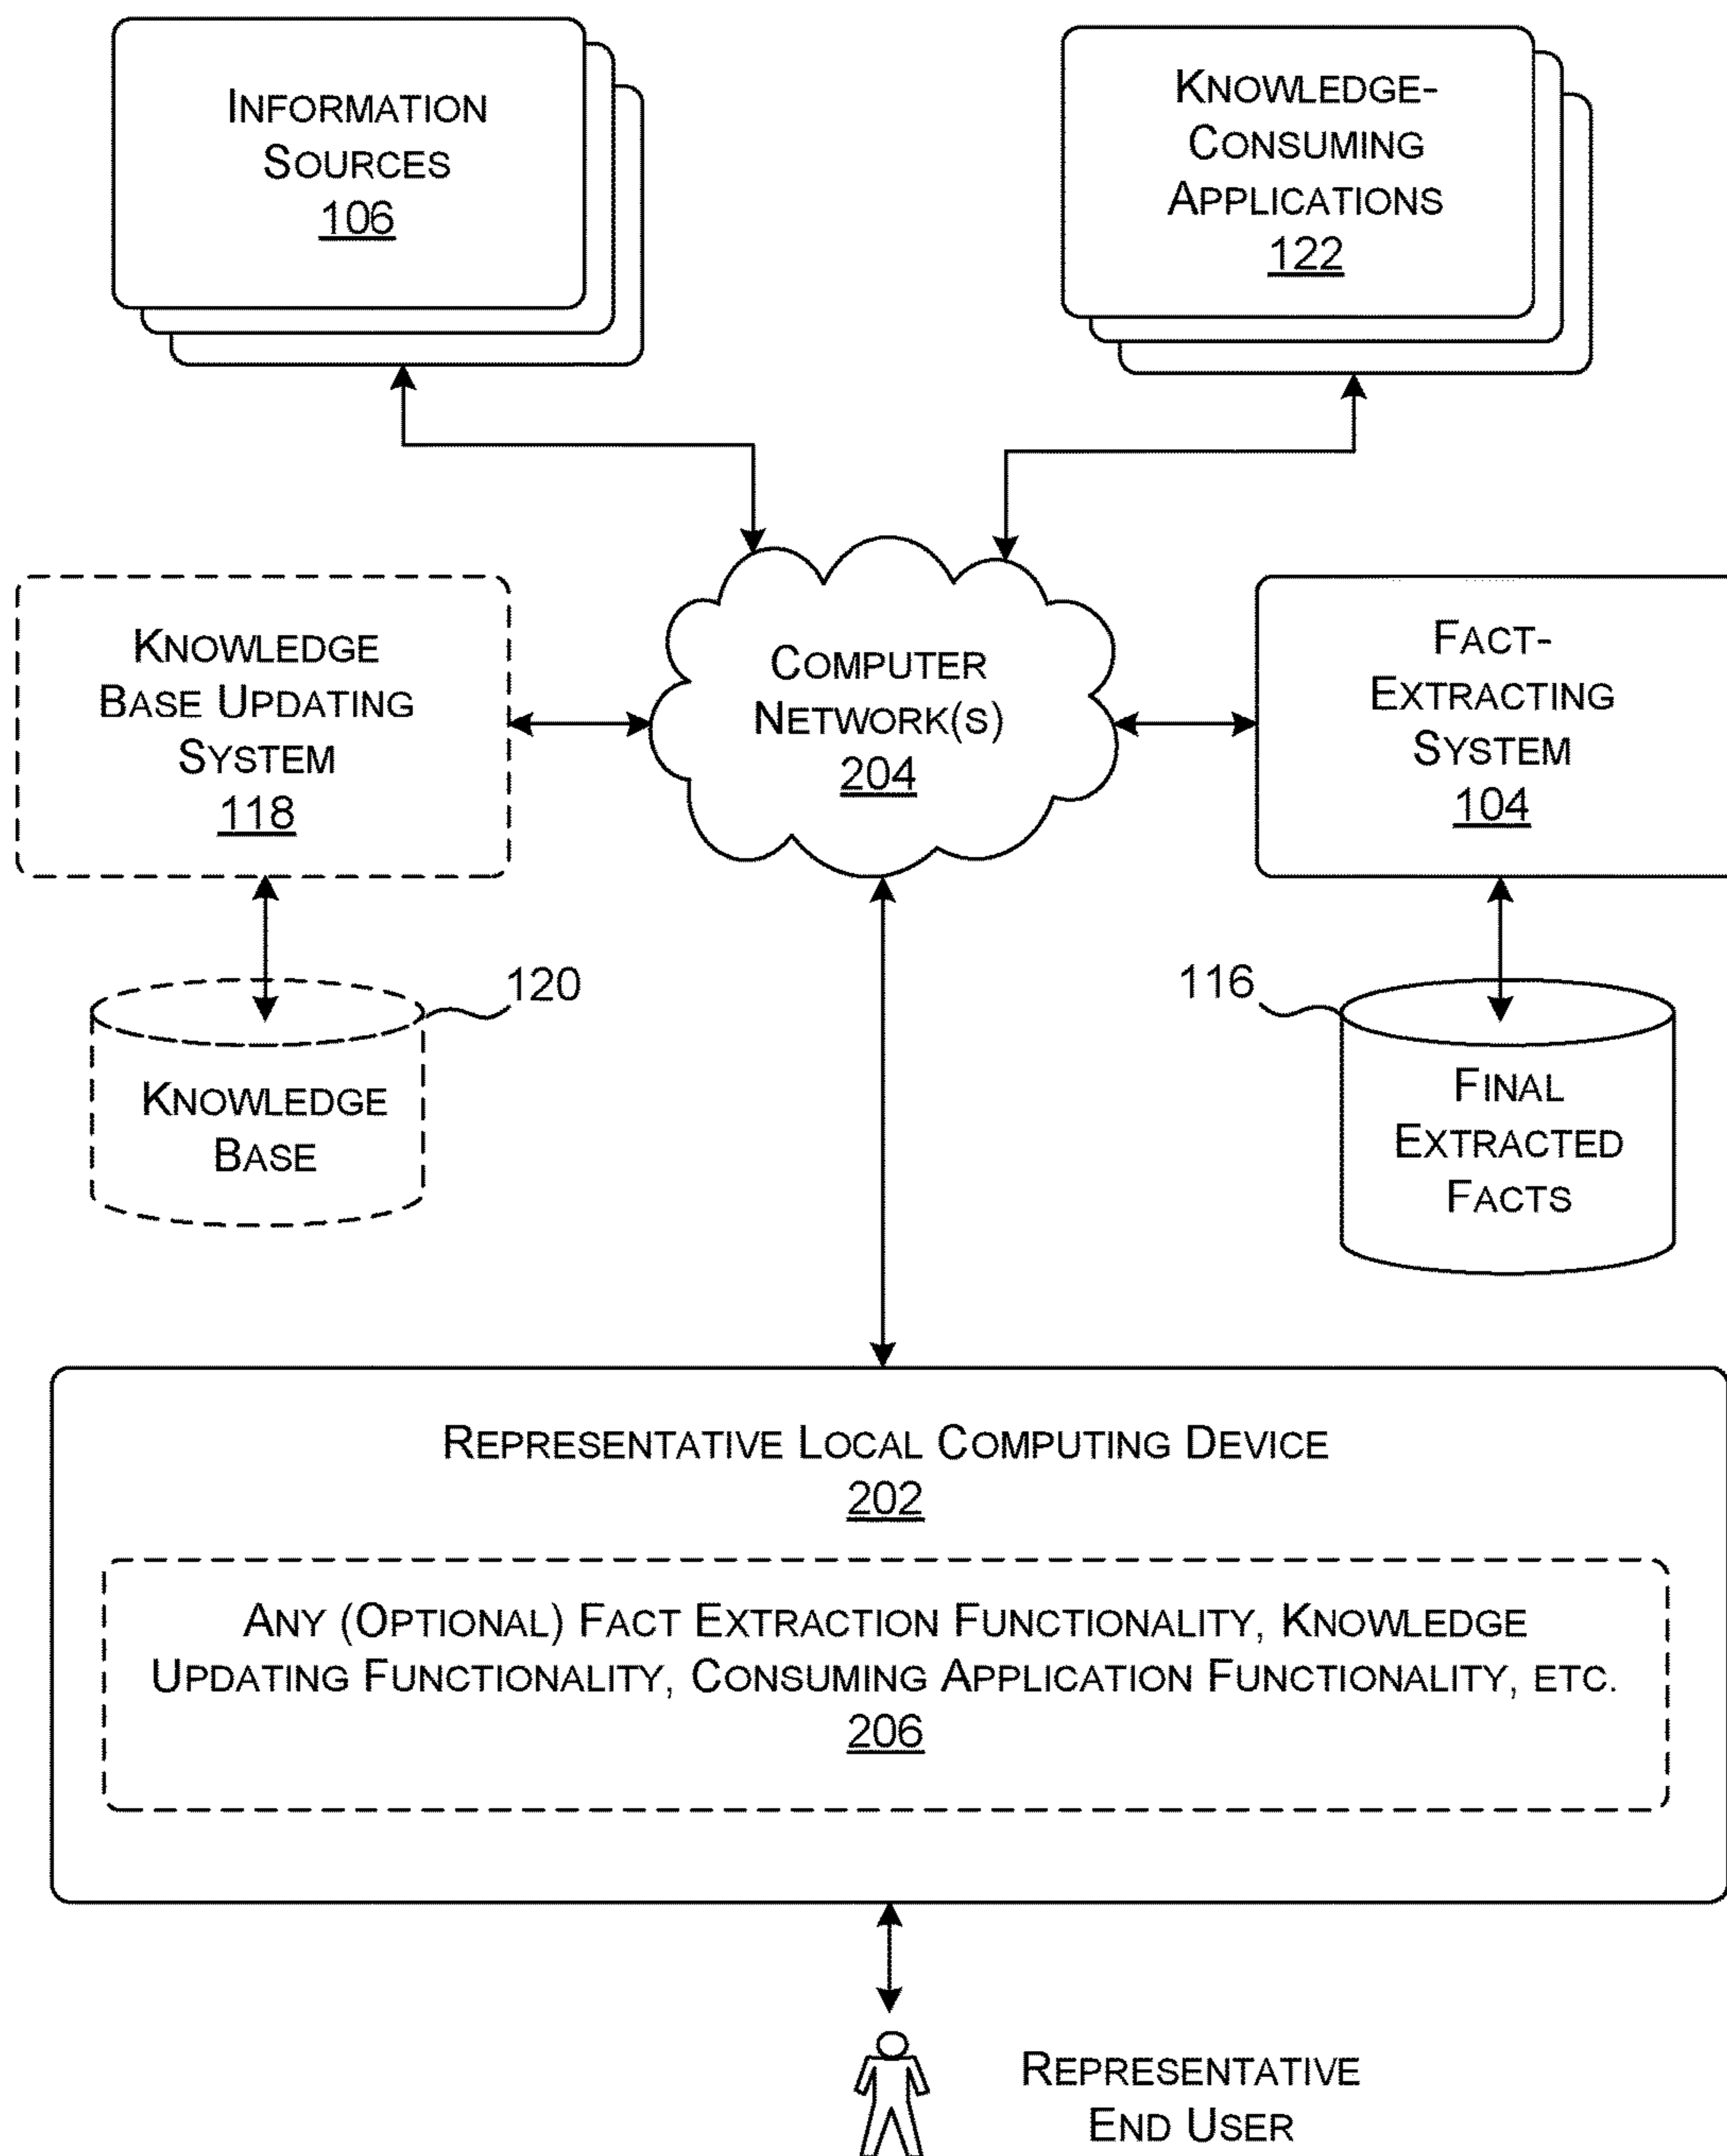 INFORMATION
SOURCES
106
KNOWLEDGE-
CONSUMING
APPLICATIONS
122
KNOWLEDGE
BASE UPDATING
SYSTEM
118
COMPUTER
NETWORK(S)
204
FACT-
EXTRACTING
SYSTEM
104
120
KNOWLEDGE
BASE
116
FINAL
EXTRACTED
FACTS
REPRESENTATIVE LOCAL COMPUTING DEVICE
202
ANY (OPTIONAL) FACT EXTRACTION FUNCTIONALITY, KNOWLEDGE
UPDATING FUNCTIONALITY, CONSUMING APPLICATION FUNCTIONALITY, ETC.
206
REPRESENTATIVE
END USER